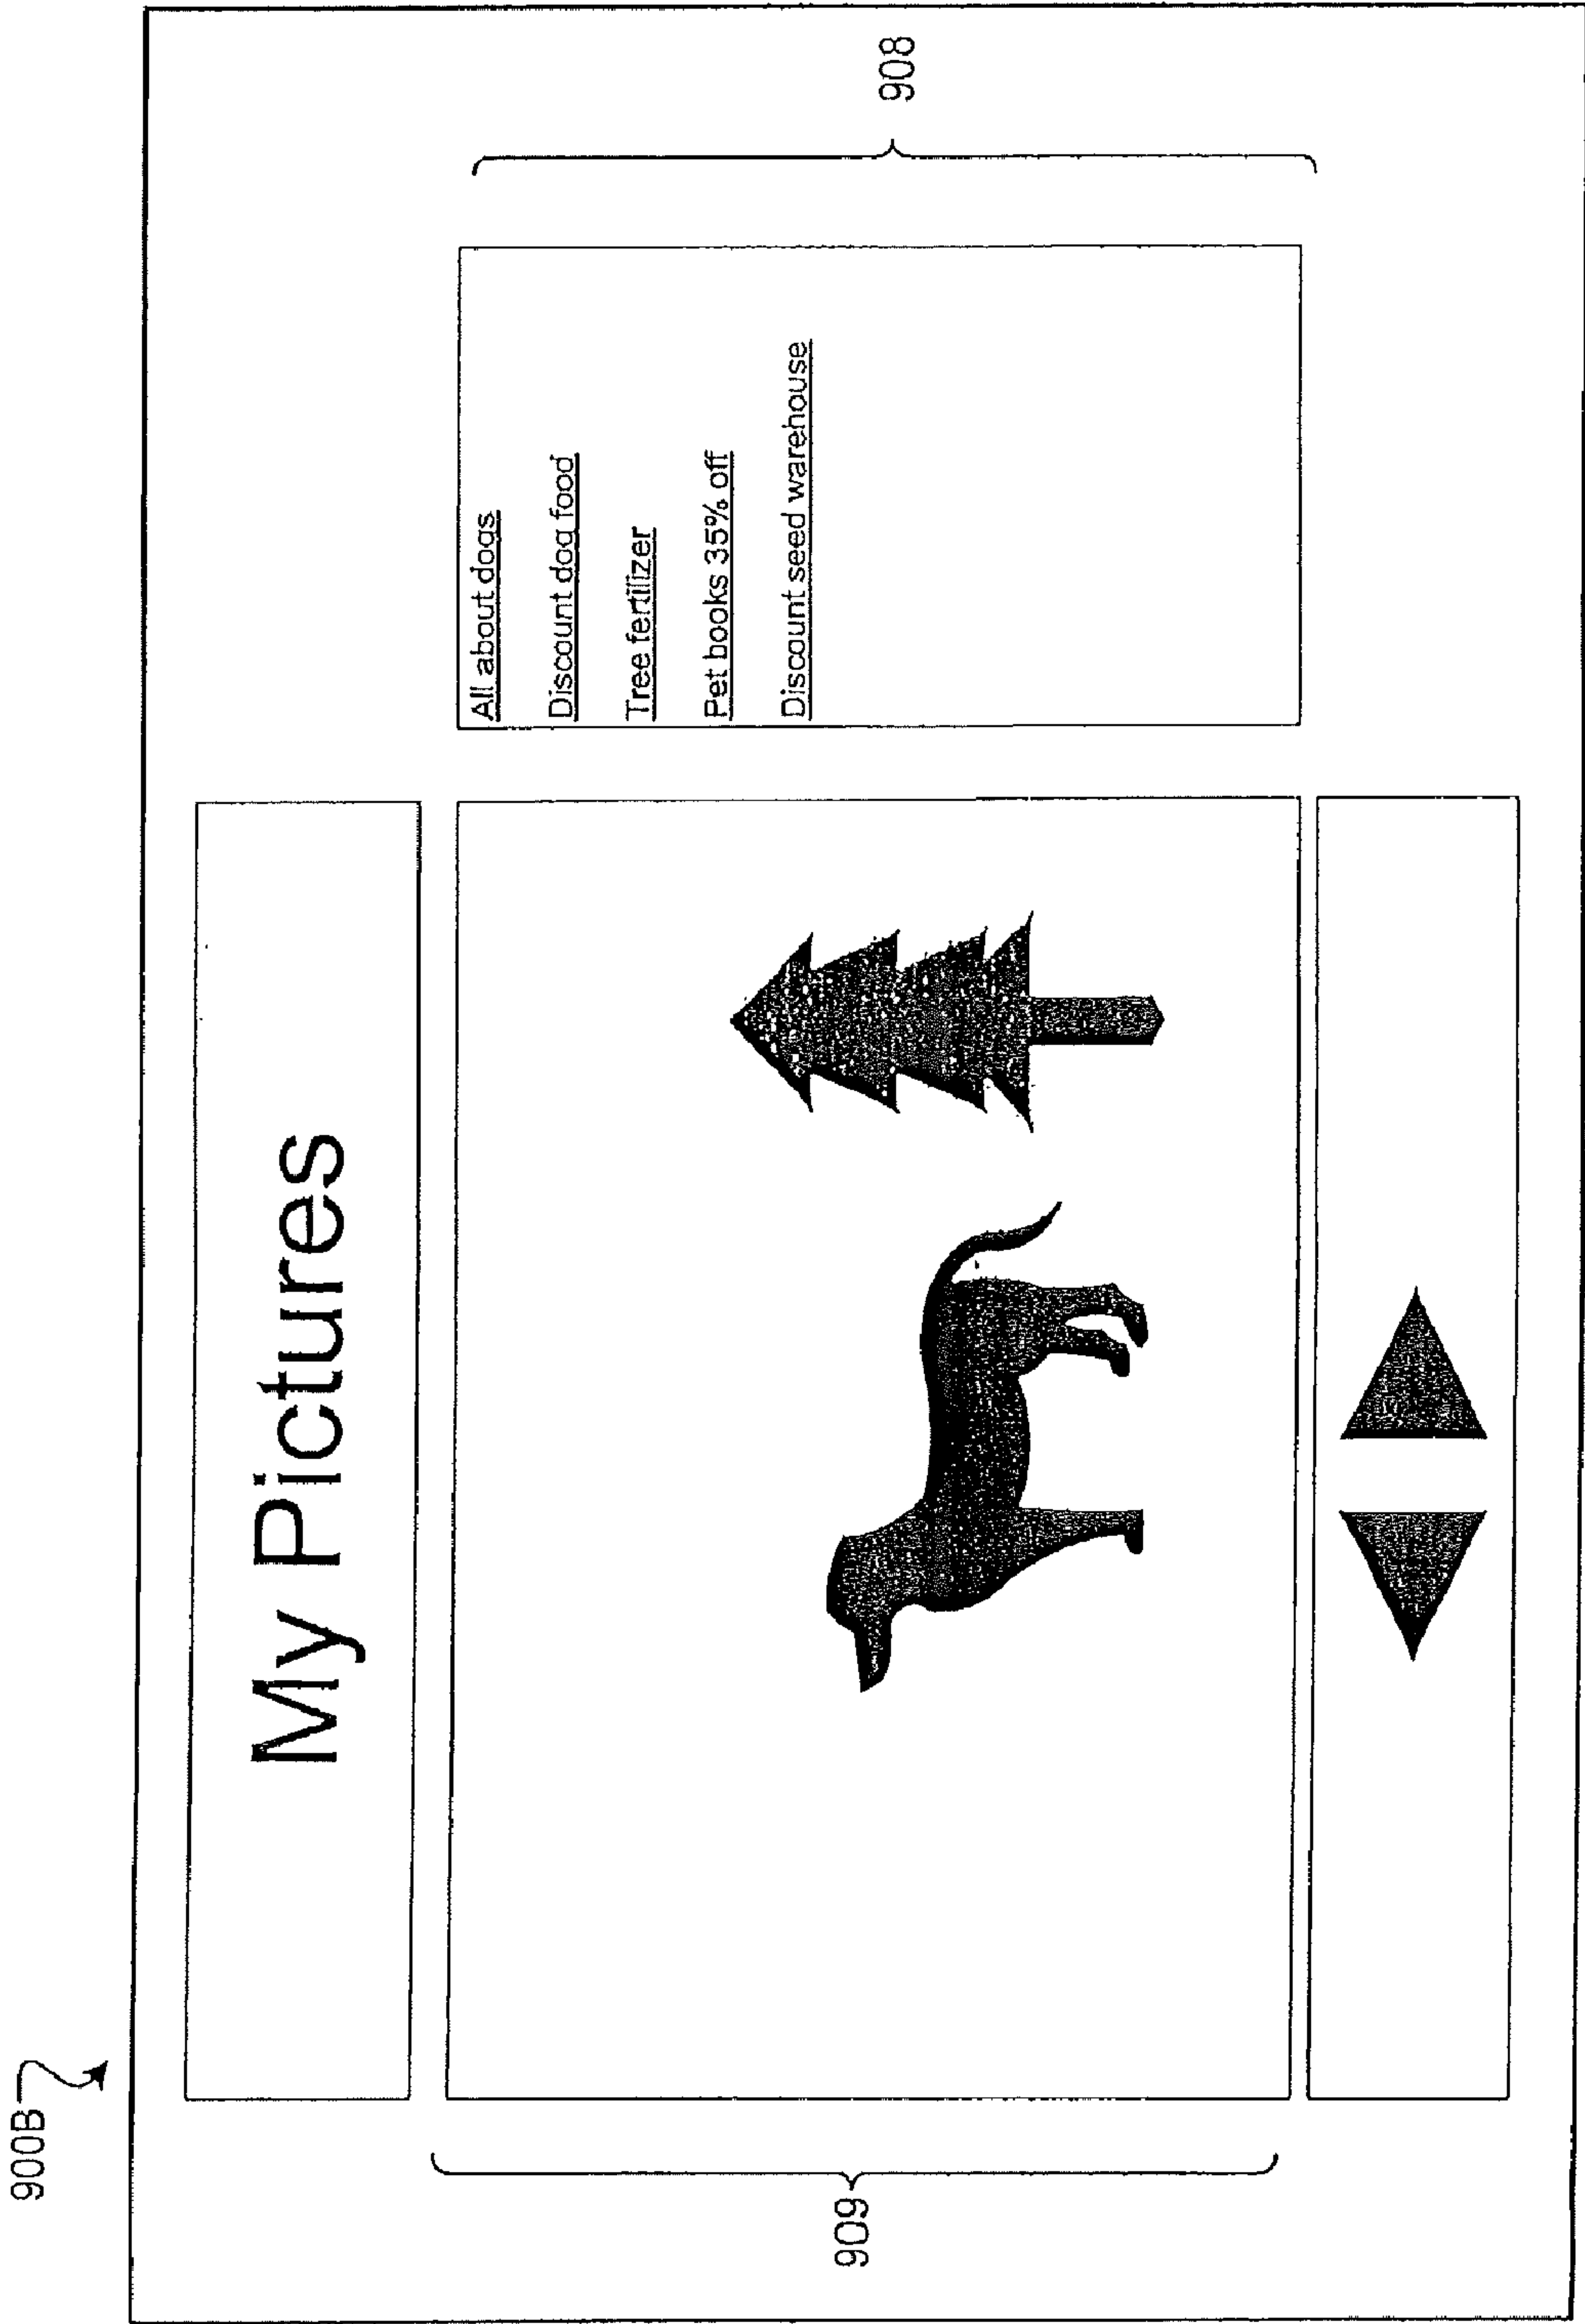 900B
My Pictures
909
All about dogs
Discount dog food
Tree fertilizer
Pet books 35% off
Discount seed warehouse
908